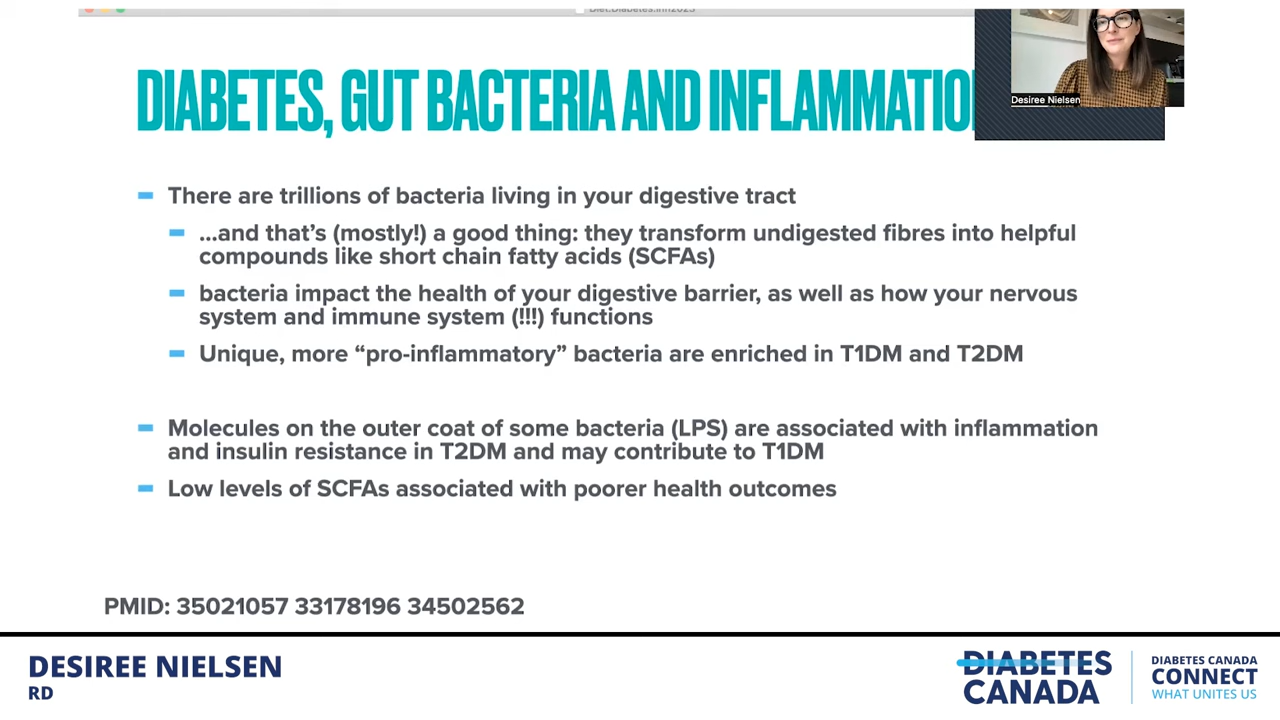 Diet.Diabetes.Infl2023
DIABETES, GUT BACTERIA AND INFLAMMATIO
Desiree Nielsen
There are trillions of bacteria living in your digestive tract
...and that's (mostly!) a good thing: they transform undigested fibres into helpful
compounds like short chain fatty acids (SCFAs)
bacteria impact the health of your digestive barrier, as well as how your nervous
system and immune system (!!!) functions
Unique, more “pro-inflammatory” bacteria are enriched in T1DM and T2DM
Molecules on the outer coat of some bacteria (LPS) are associated with inflammation
and insulin resistance in T2DM and may contribute to T1DM
Low levels of SCFAs associated with poorer health outcomes
PMID: 35021057 33178196 34502562
DESIREE NIELSEN
RD
DIABETES
CANADA
DIABETES CANADA
CONNECT
WHAT UNITES US